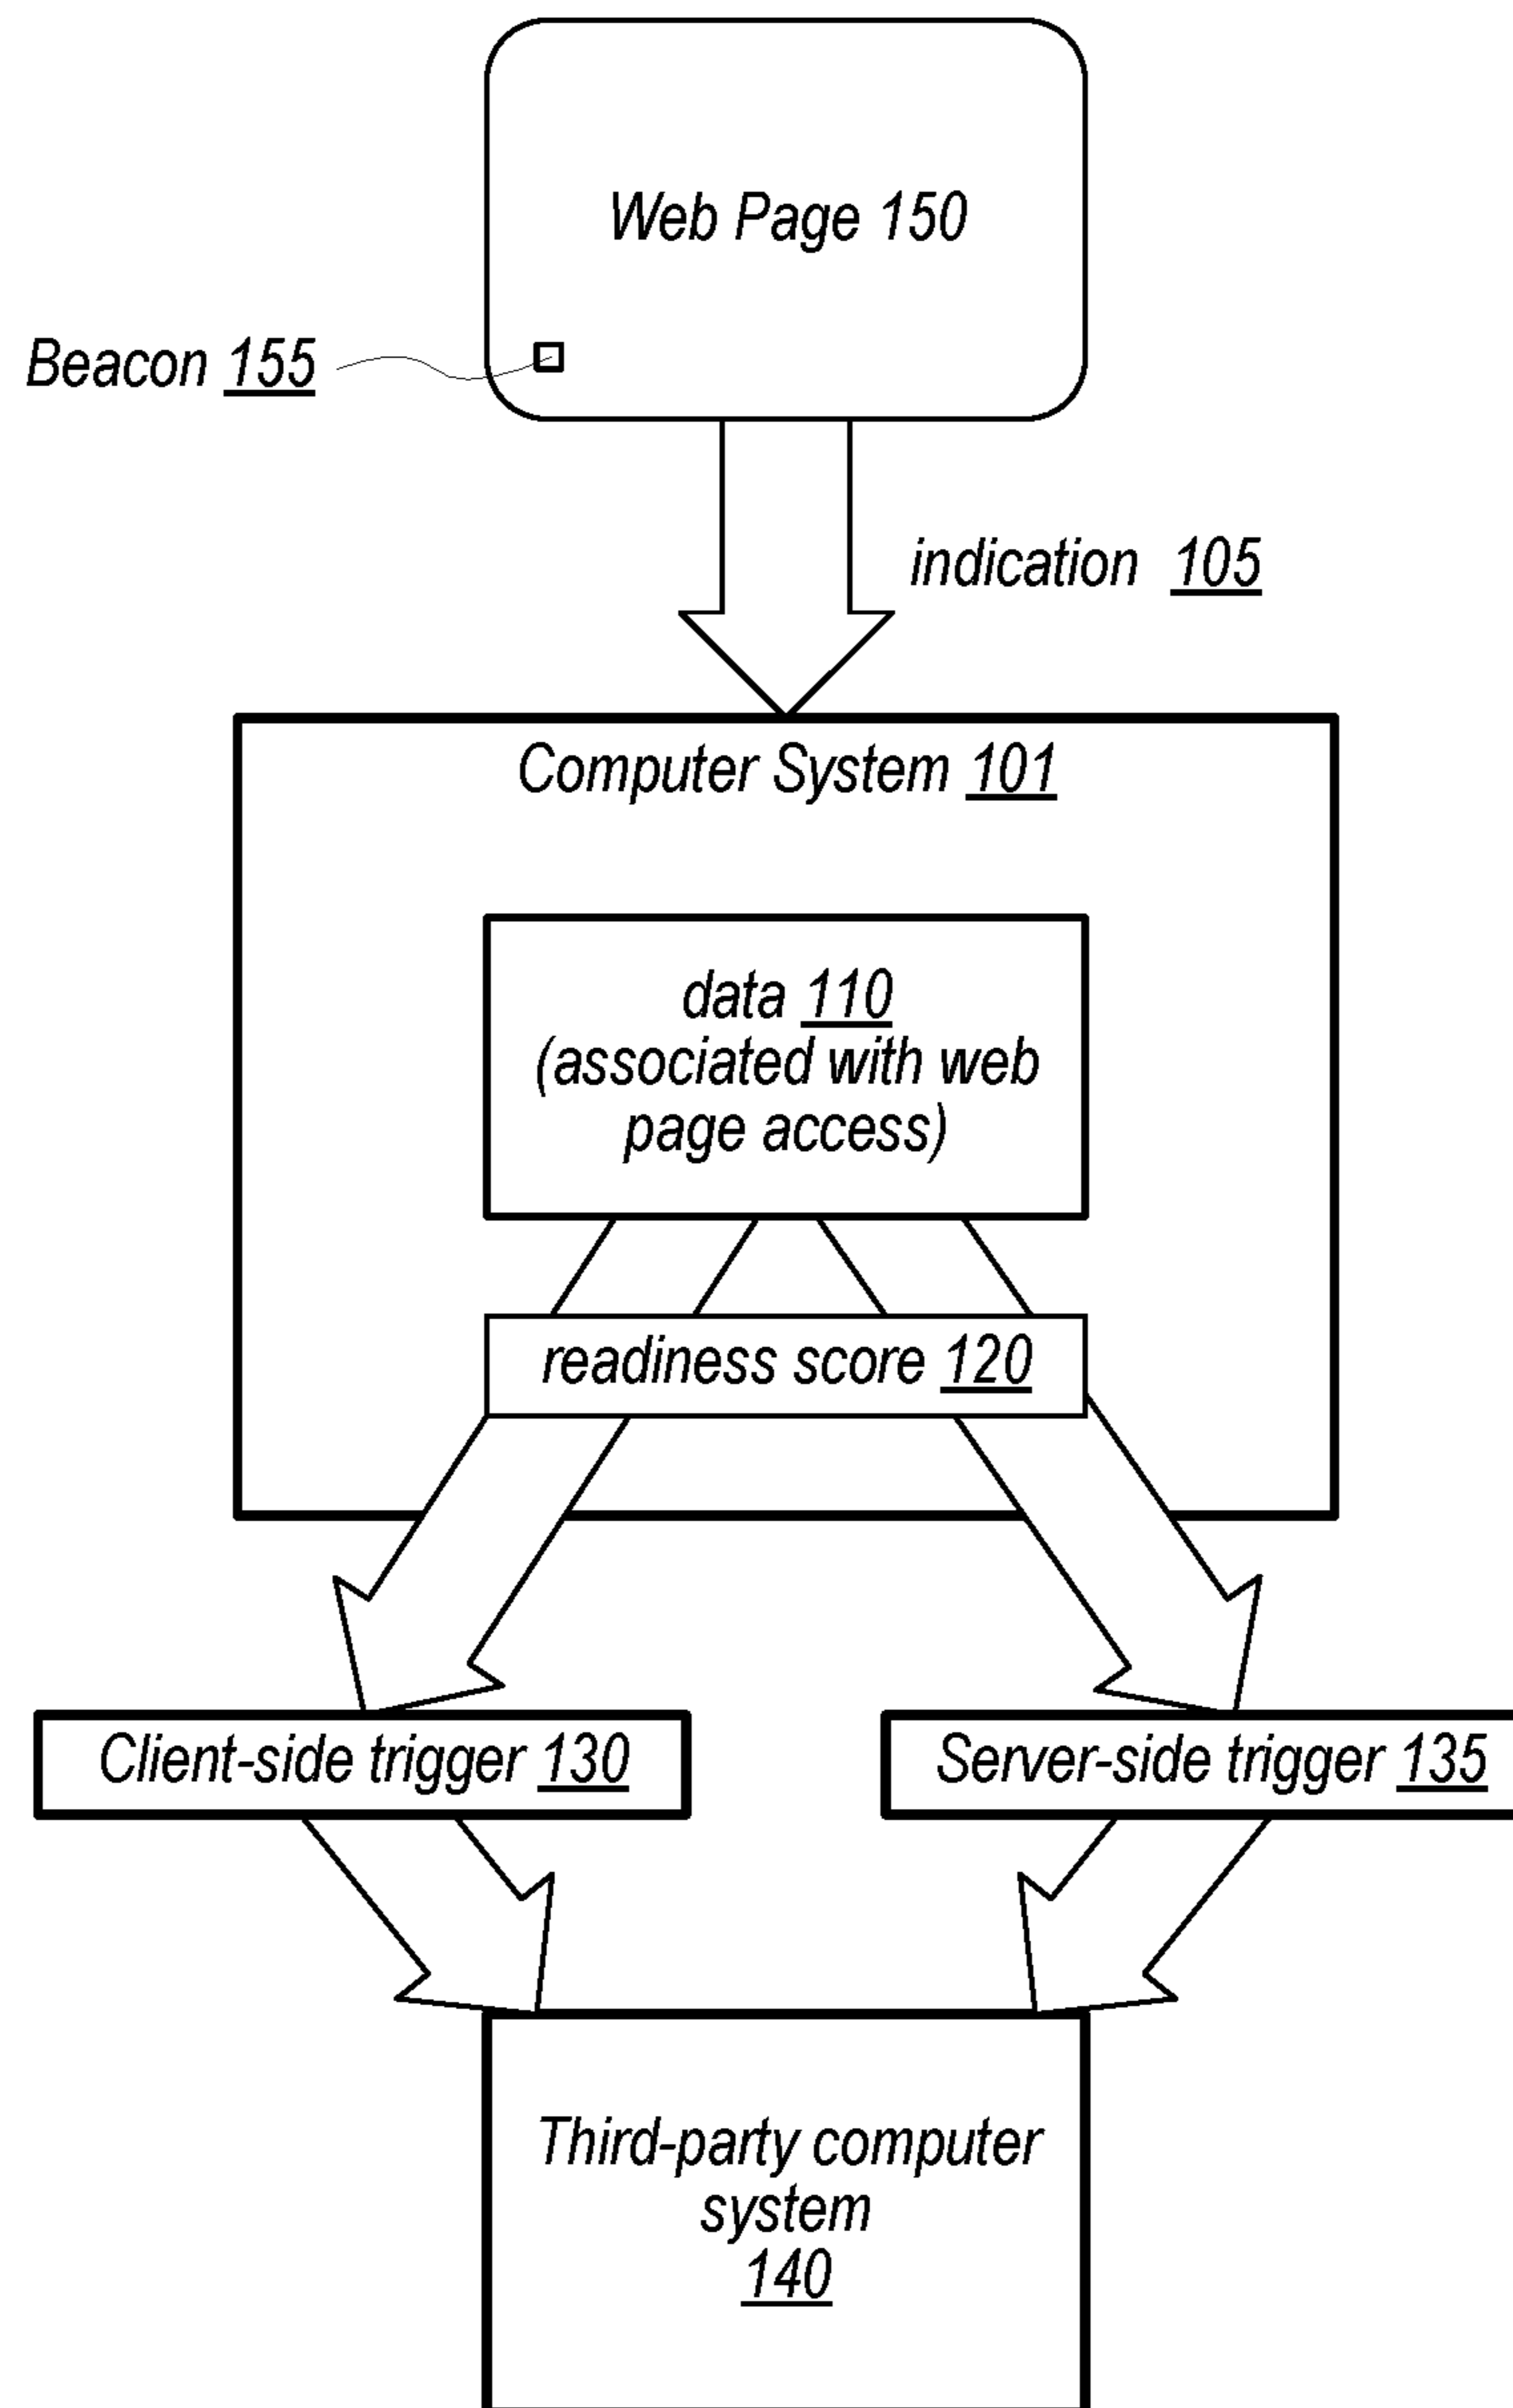 Web Page 150
Beacon 155
indication 105
Computer System 101
data 110
(associated with web
page access)
readiness score 120
Client-side trigger 130
Server-side trigger 135
Third-party computer
system
140